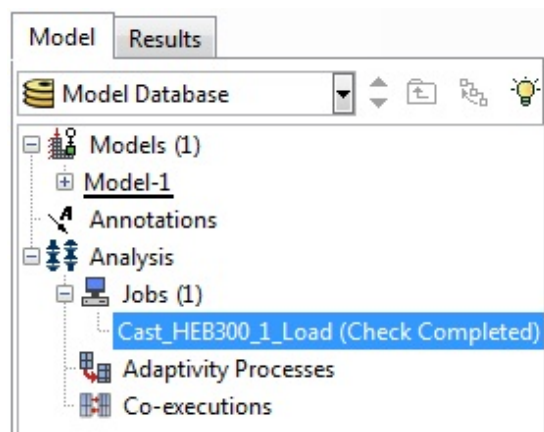 Model Results
Model Database
Models (1)
Model-1
Annotations
Analysis
Jobs (1)
Cast_HEB300_1_Load (Check Completed)
Adaptivity Processes
Co-executions